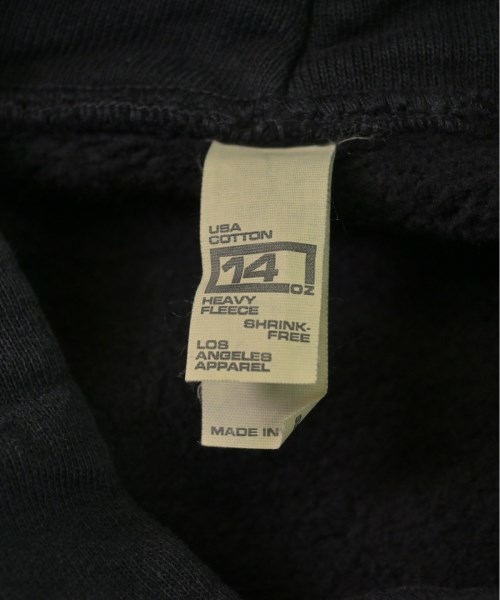 USA
COTTON
14
OZ
HEAVY
FLEECE
SHRINK-
FREE
LOS
ANGELES
APPAREL
MADE IN